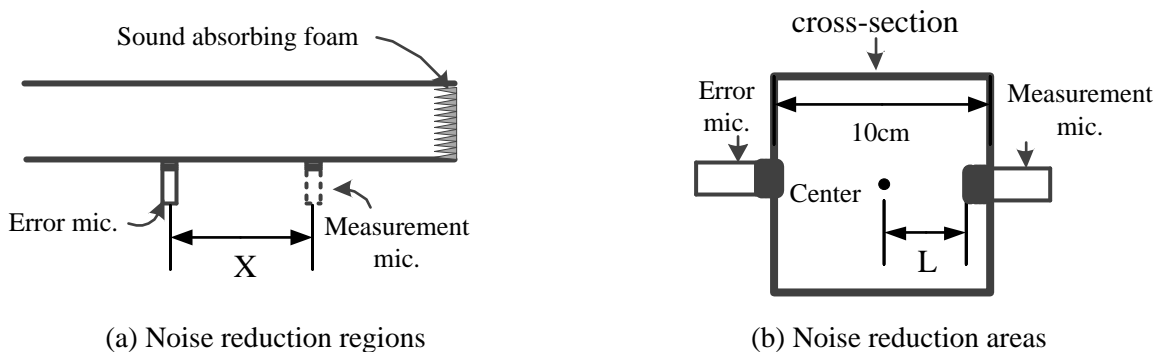 Sound absorbing foam
Error mic.
X
Measurement
mic.
(a) Noise reduction regions
cross-section
Error
mic.
10cm
Measurement
mic.
Center
L
(b) Noise reduction areas